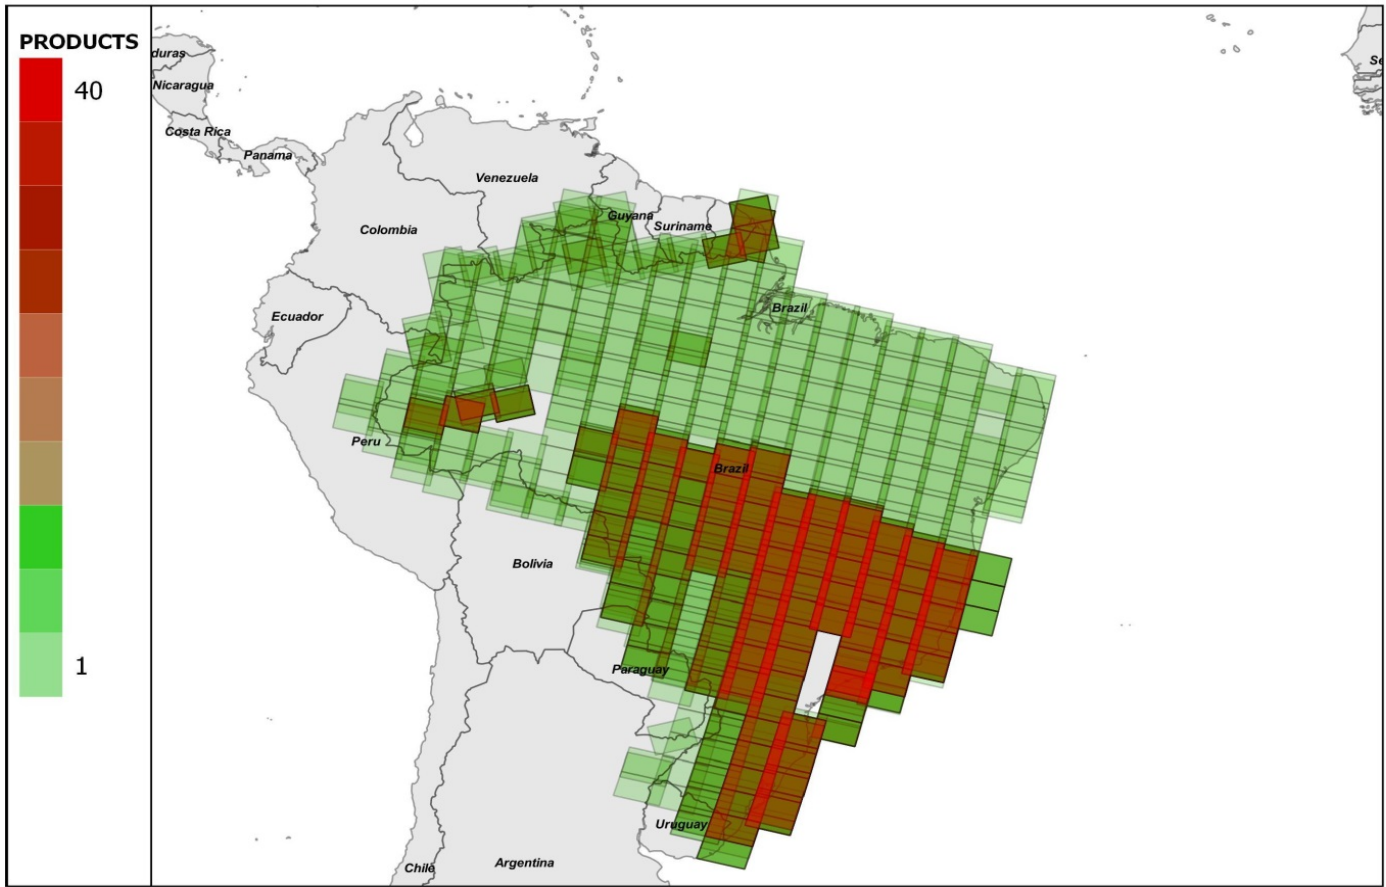 PRODUCTS
40
1
duras
Nicaragua
Costa Rica
Panama
Venezuela
Guyana
Suriname
Colombia
Ecuador
Brazil
Peru
Brazil
Bolivia
Paraguay
Uruguay
Chile
Argentina
Se